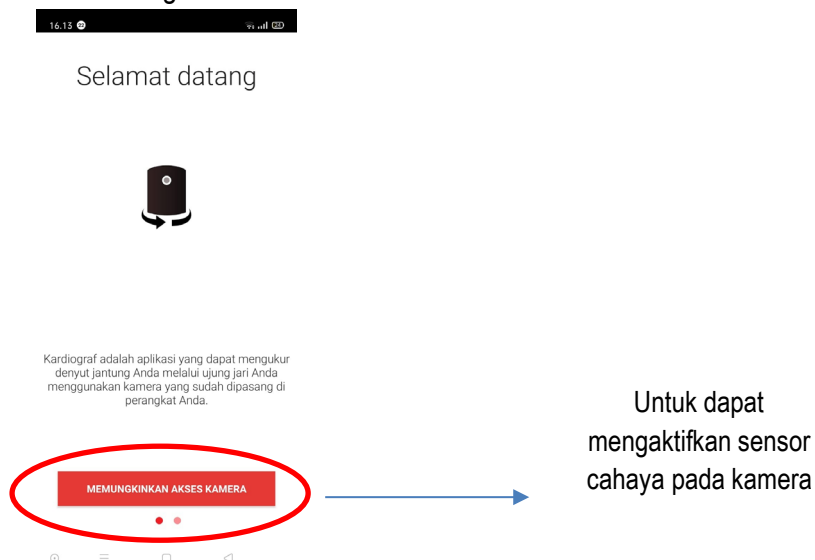 16.13
Selamat datang
Kardiograf adalah aplikasi yang dapat mengukur
denyut jantung Anda melalui ujung jari Anda
menggunakan kamera yang sudah dipasang di
perangkat Anda.
MEMUNGKINKAN AKSES KAMERA
Untuk dapat
mengaktifkan sensor
cahaya pada kamera